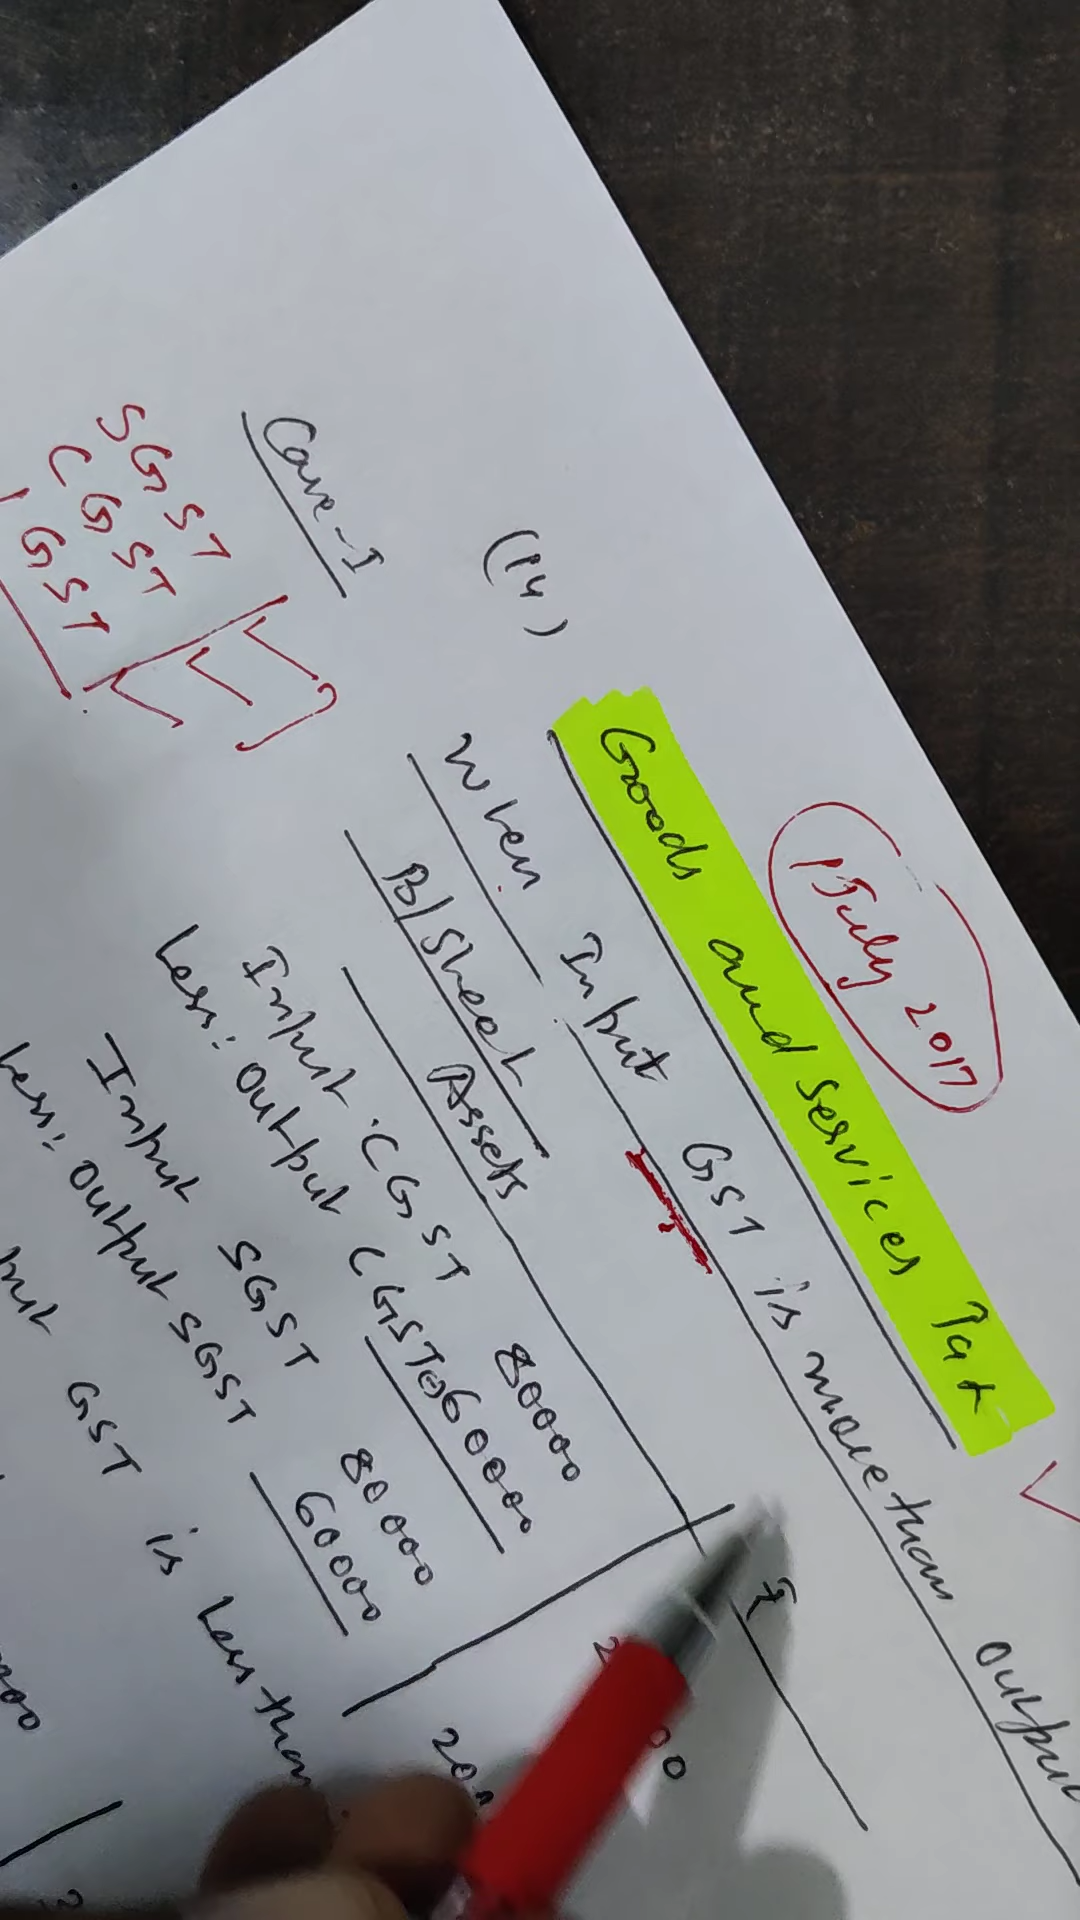 1 July 2017
(14)
Goods and Services Tax
Case-I
When Input GST is more than output
SGST
CGST
IGST
B/Sheet
Assets ₹
Input CGST 80000
Less: Output CGST 60000
Input SGST 80000
Less: Output SGST 60000
GST is less than